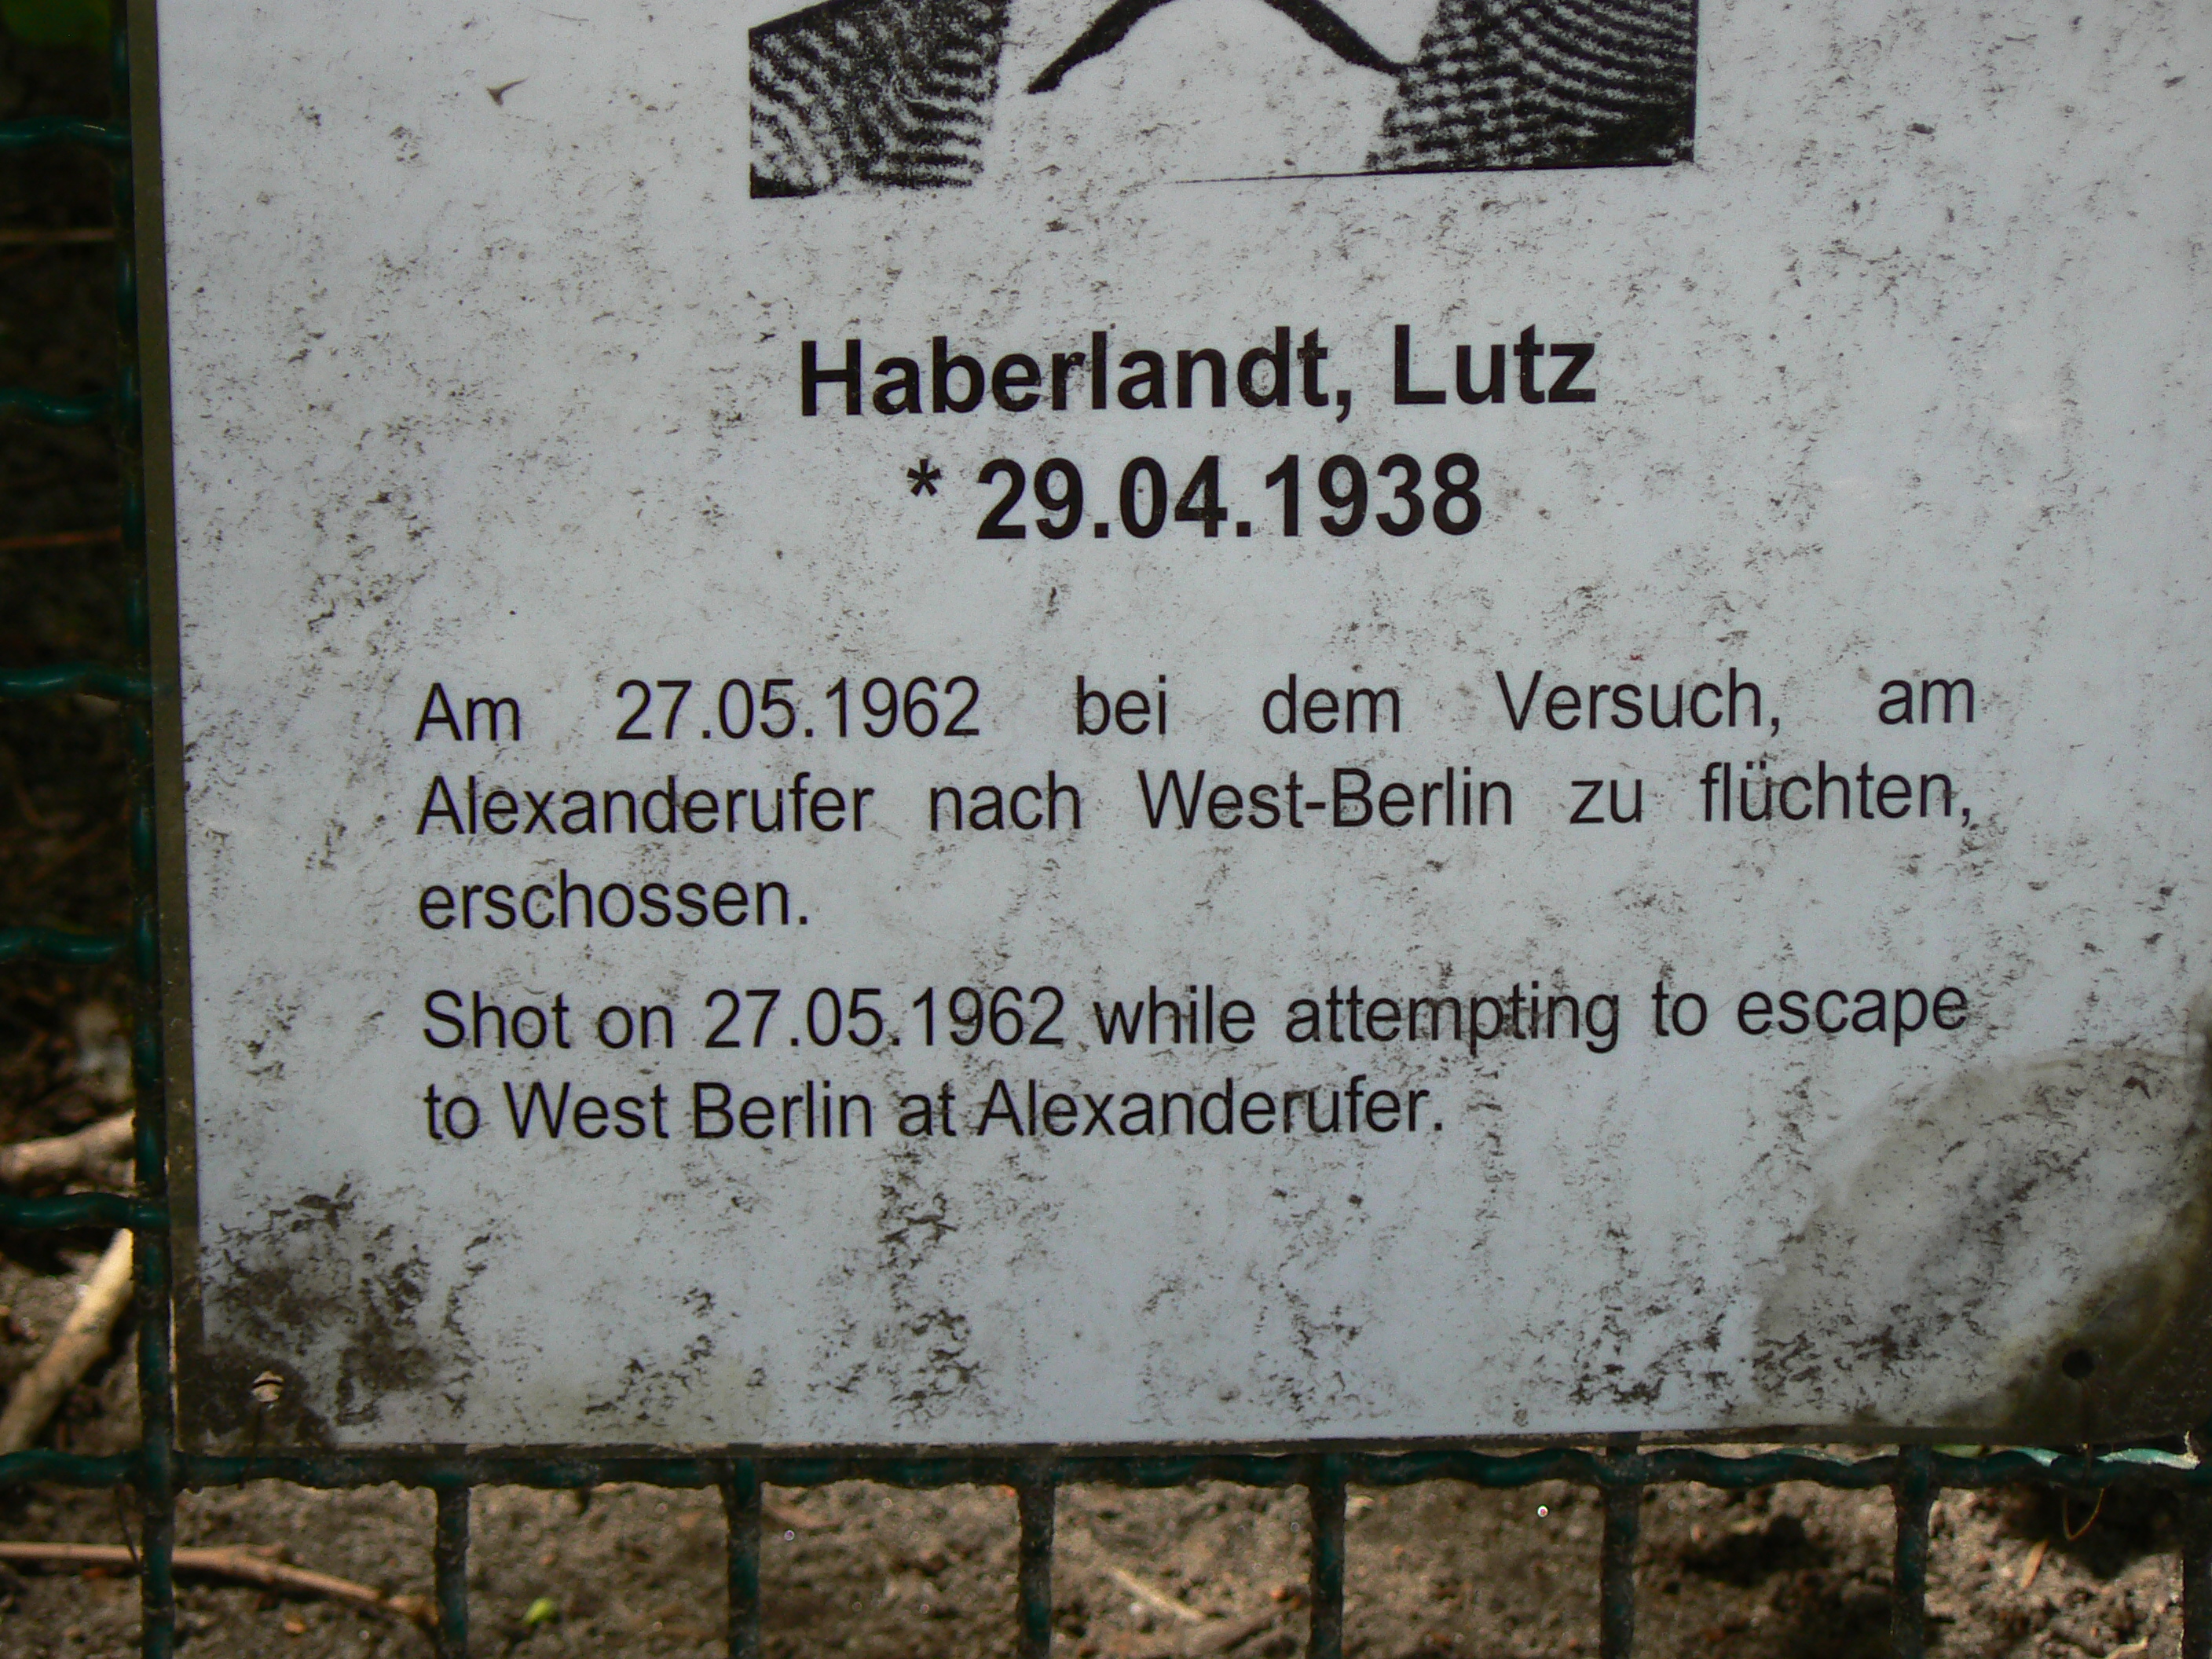 Haberlandt, Lutz
* 29.04.1938
Am 27.05.1962 bei dem Versuch, am
Alexanderufer nach West-Berlin zu flüchten,
erschossen.
Shot on 27.05.1962 while attempting to escape
to West Berlin at Alexanderufer.